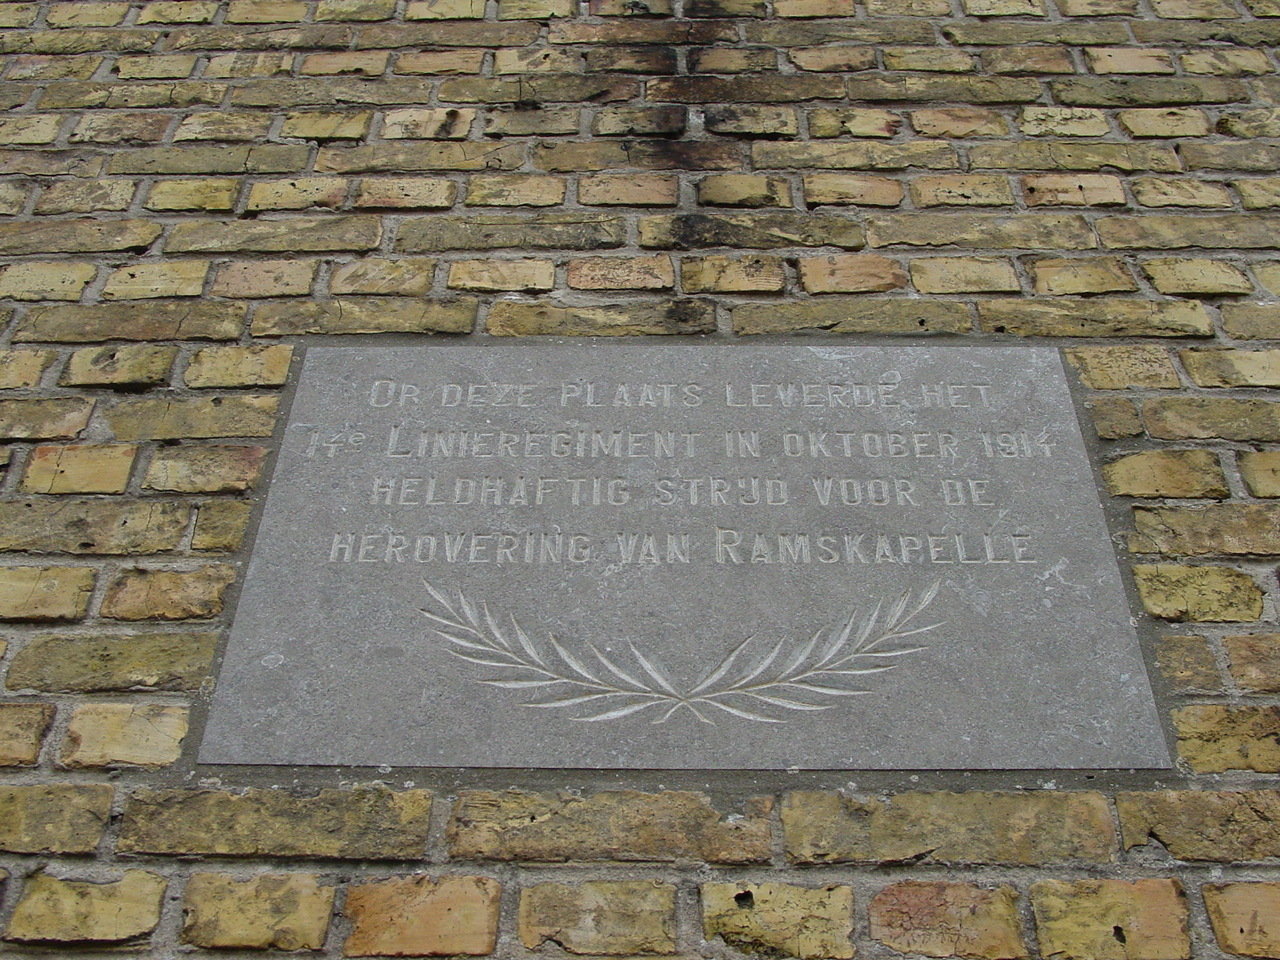 OP DEZE PLAATS LEVERDE HET
14e LINIEREGIMENT IN OKTOBER 1914
HELDHAFTIG STRIJD VOOR DE
HEROVERING VAN RAMSKAPELLE